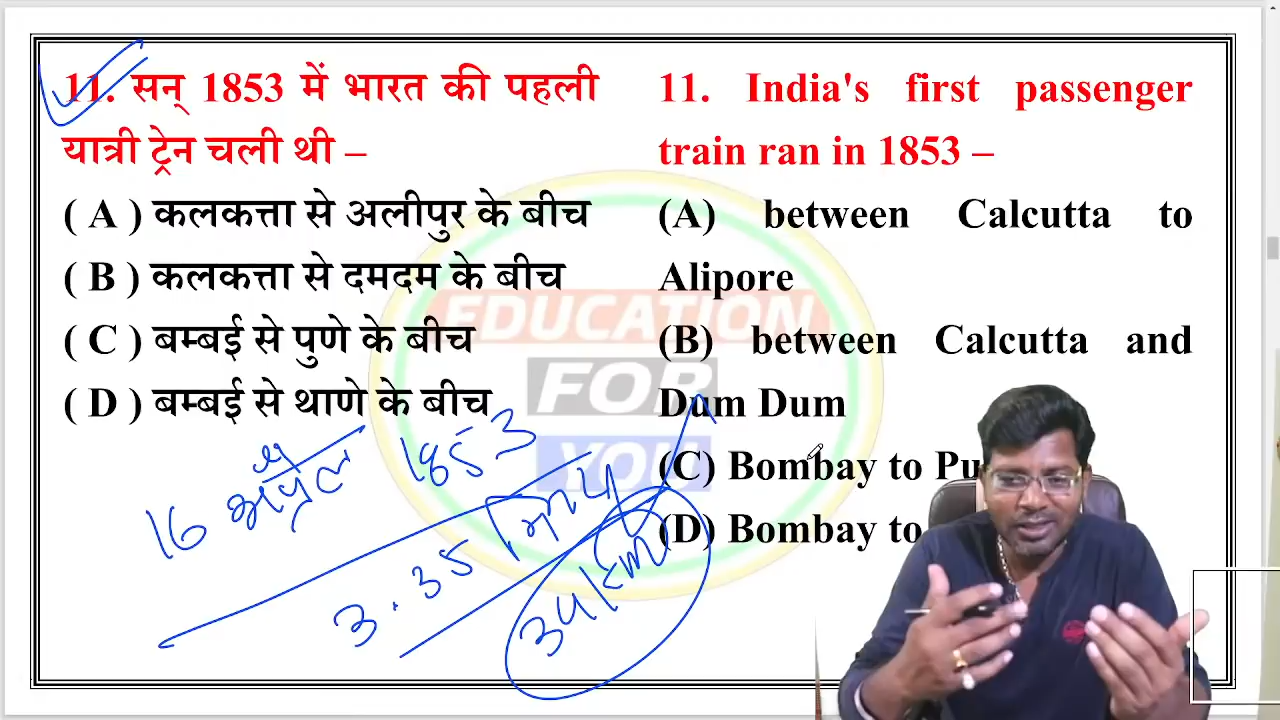 11. सन् 1853 में भारत की पहली
यात्री ट्रेन चली थी –
( A ) कलकत्ता से अलीपुर के बीच
( B ) कलकत्ता से दमदम के बीच
( C ) बम्बई से पुणे के बीच
( D ) बम्बई से थाणे के बीच
16 अप्रैल 1853
3.35
11. India's first passenger
train ran in 1853 –
(A) between Calcutta to
Alipore
(B) between Calcutta and
Dum Dum
(C) Bombay to Pu
(D) Bombay to
EDUCATION
FOR
YOU